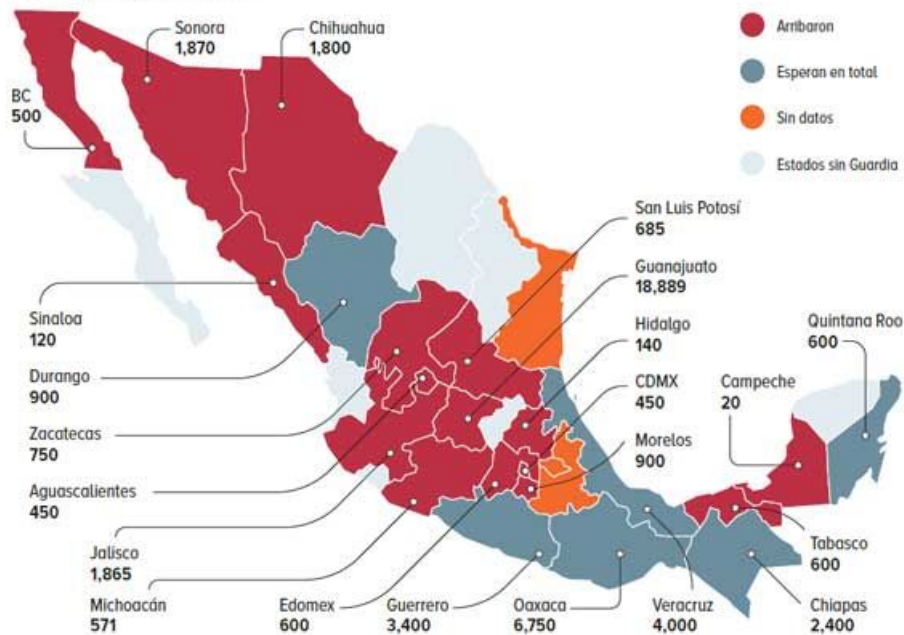 Sonora
1,870
Chihuahua
1,800
Arribaron
Esperan en total
Sin datos
Estados sin Guardia
BC
500
San Luis Potosí
685
Guanajuato
18,889
Hidalgo
140
Quintana Roo
600
CDMX
450
Campeche
20
Morelos
900
Sinaloa
120
Durango
900
Zacatecas
750
Aguascalientes
450
Jalisco
1,865
Michoacán
571
Edomex
600
Guerrero
3,400
Oaxaca
6,750
Veracruz
4,000
Tabasco
600
Chiapas
2,400